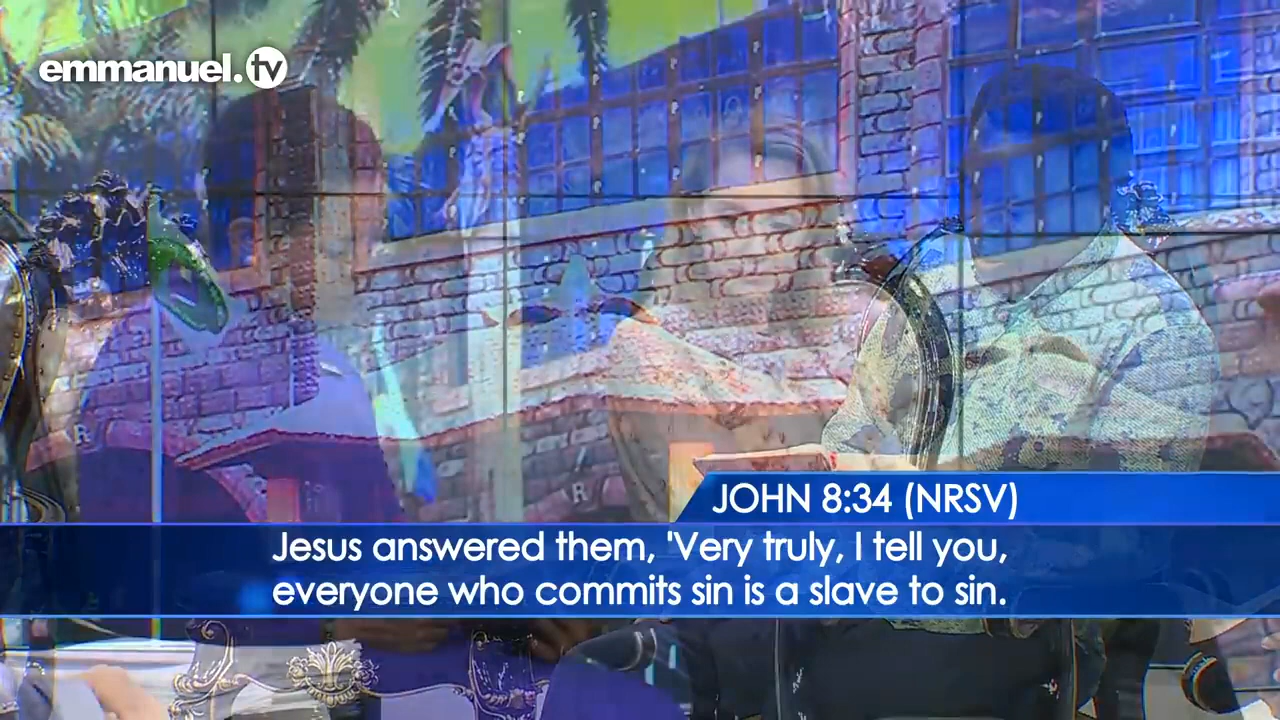 emmanuel.tv
JOHN 8:34 (NRSV)
Jesus answered them, 'Very truly, I tell you,
everyone who commits sin is a slave to sin.
R
R